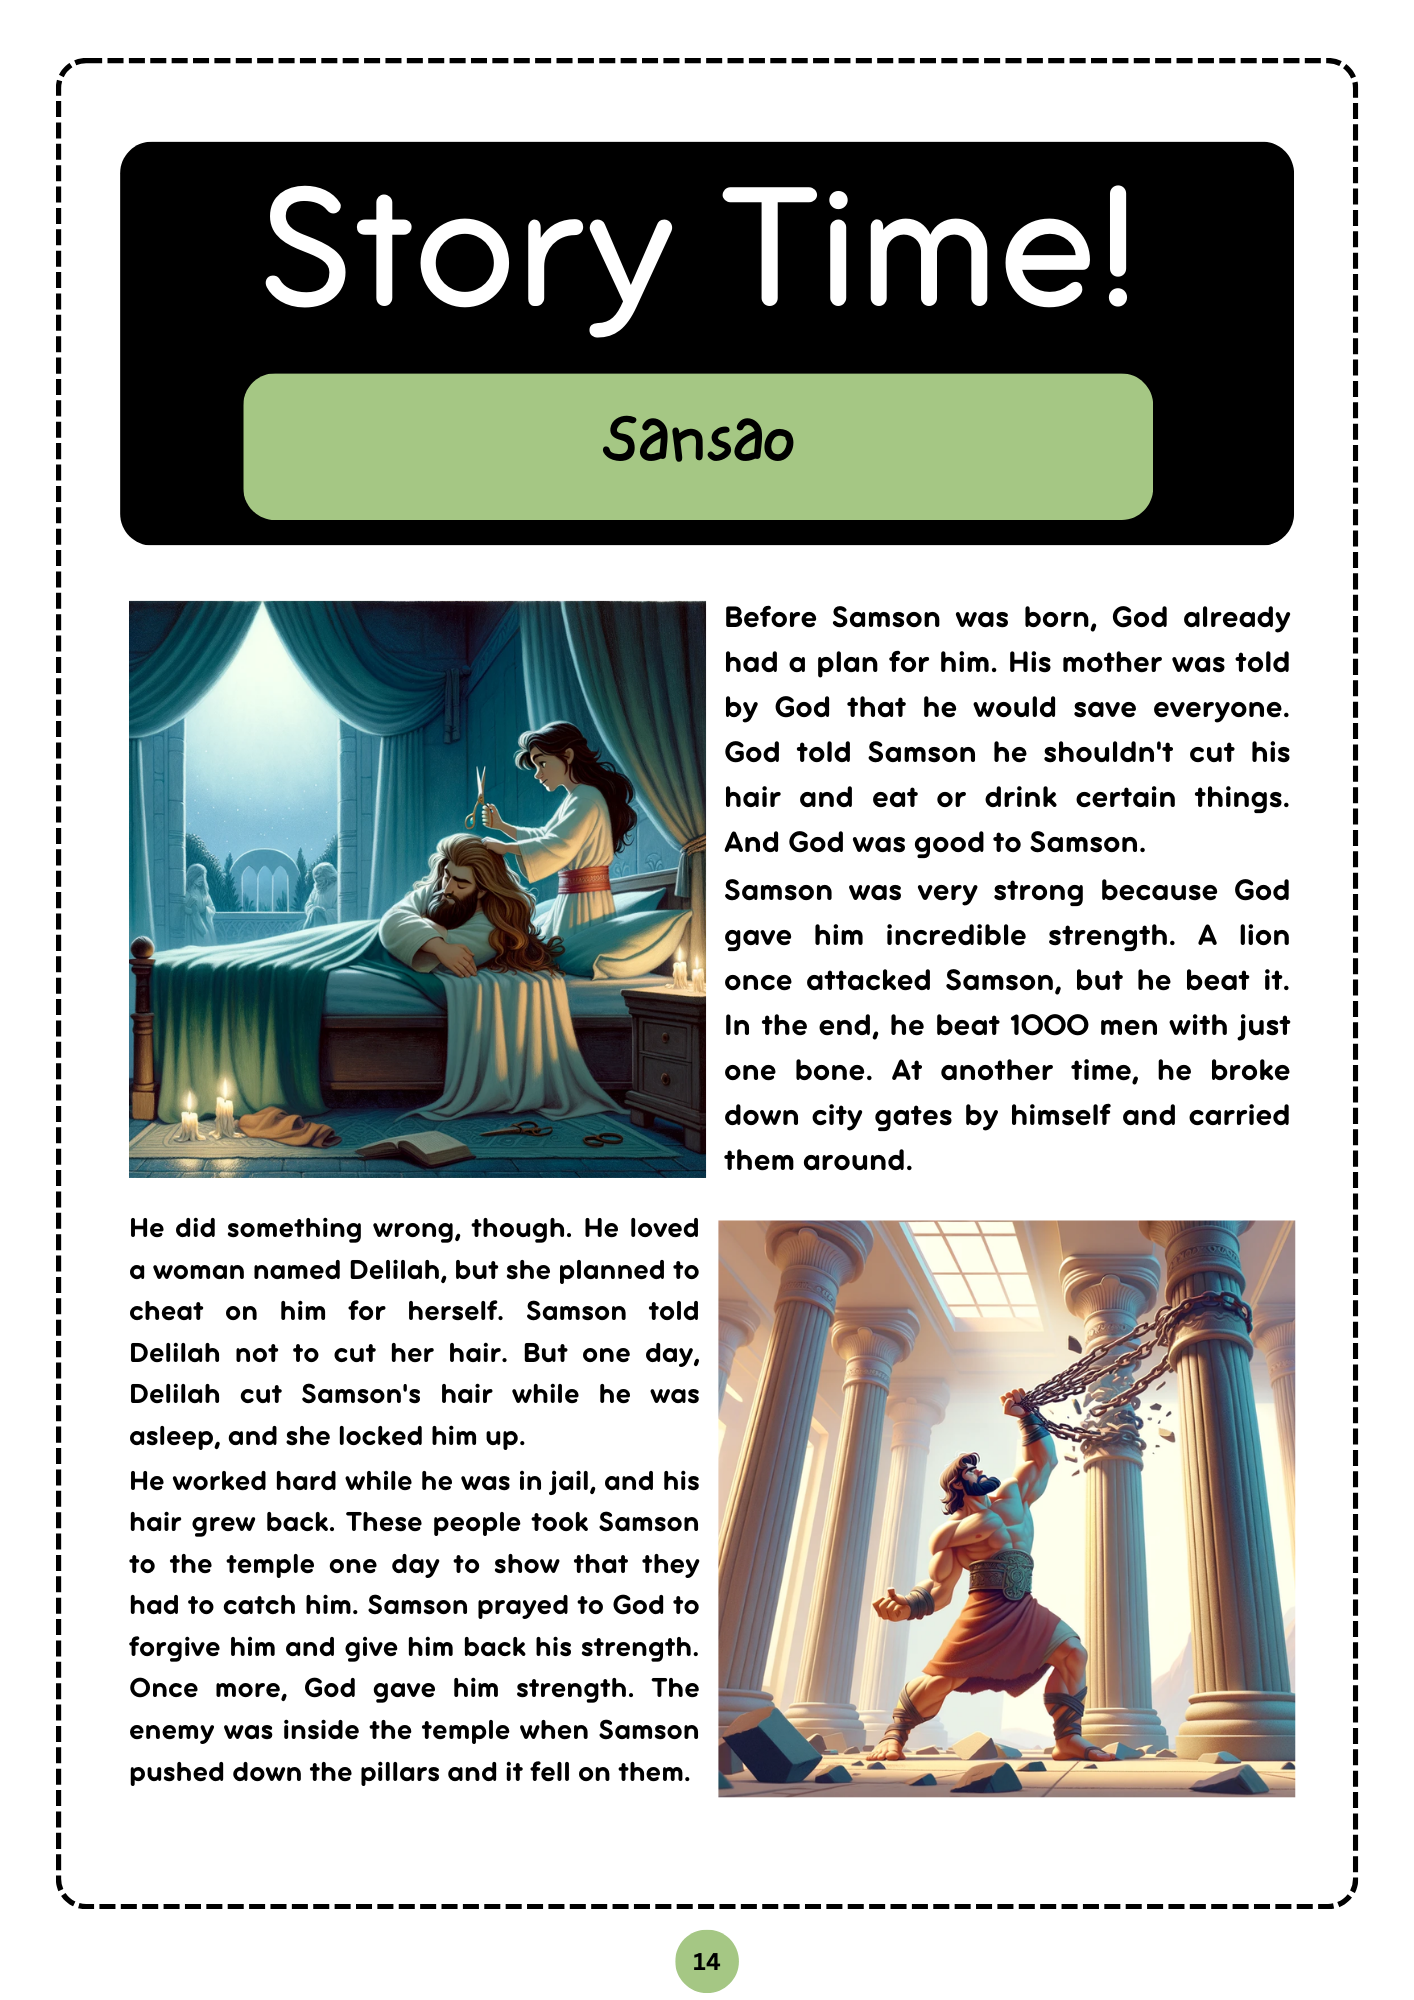 Story Time!
Sansao
Before Samson was born, God already
had a plan for him. His mother was told
by God that he would save everyone.
God told Samson he shouldn't cut his
hair and eat or drink certain things.
And God was good to Samson.
Samson was very strong because God
gave him incredible strength. A lion
once attacked Samson, but he beat it.
In the end, he beat 1000 men with just
one bone. At another time, he broke
down city gates by himself and carried
them around.
He did something wrong, though. He loved
a woman named Delilah, but she planned to
cheat on him for herself. Samson told
Delilah not to cut her hair. But one day,
Delilah cut Samson's hair while he was
asleep, and she locked him up.
He worked hard while he was in jail, and his
hair grew back. These people took Samson
to the temple one day to show that they
had to catch him. Samson prayed to God to
forgive him and give him back his strength.
Once more, God gave him strength. The
enemy was inside the temple when Samson
pushed down the pillars and it fell on them.
14